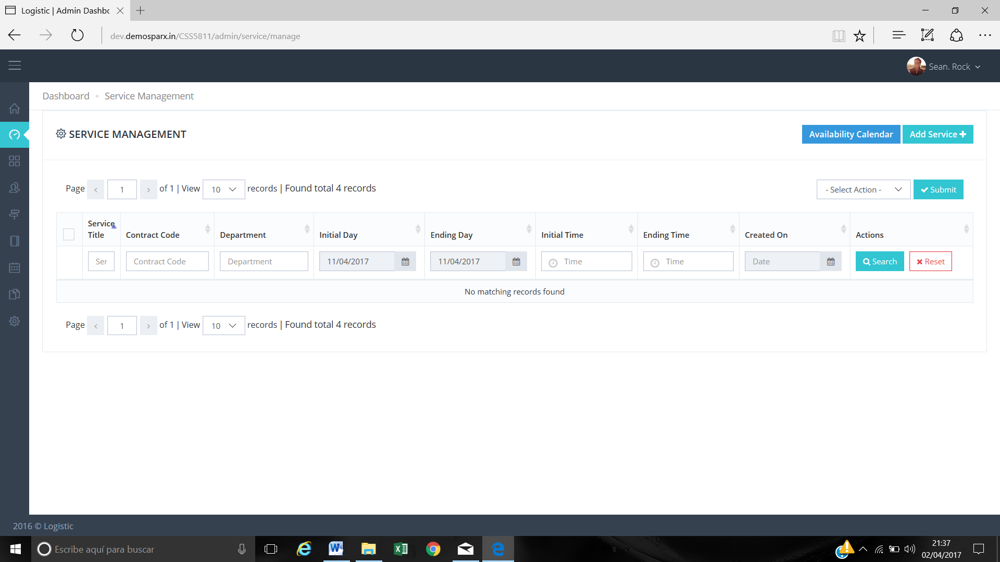 Logistic | Admin Dashbo
dev.demosparx.in/CSS5811/admin/service/manage
Sean. Rock
Dashboard • Service Management
SERVICE MANAGEMENT
Availability Calendar
Add Service
Page < 1 > of 1 | View 10 records | Found total 4 records
- Select Action -
Submit
Service Title
Contract Code
Department
Initial Day
Ending Day
Initial Time
Ending Time
Created On
Actions
Ser
Contract Code
Department
11/04/2017
11/04/2017
Time
Time
Date
Search
Reset
No matching records found
Page < 1 > of 1 | View 10 records | Found total 4 records
2016 © Logistic
Escribe aquí para buscar
21:37
02/04/2017